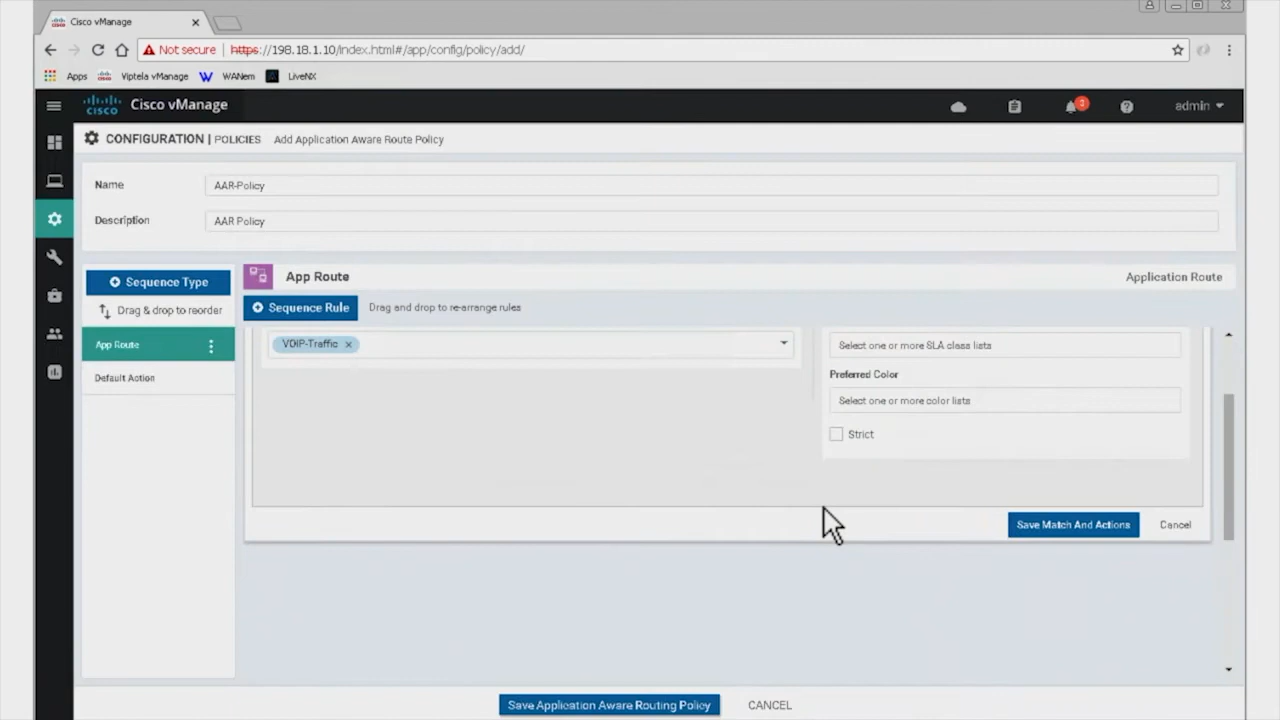 Cisco vManage
Not secure https://198.18.1.10/index.html#/app/config/policy/add/
Apps Viptela vManage WANem LiveNX
cisco Cisco vManage 3 admin
CONFIGURATION | POLICIES Add Application Aware Route Policy
Name AAR-Policy
Description AAR Policy
Sequence Type
Drag & drop to reorder
App Route
Default Action
App Route Application Route
Sequence Rule Drag and drop to re-arrange rules
VOIP-Traffic
Select one or more SLA class lists
Preferred Color
Select one or more color lists
Strict
Save Match And Actions Cancel
Save Application Aware Routing Policy CANCEL